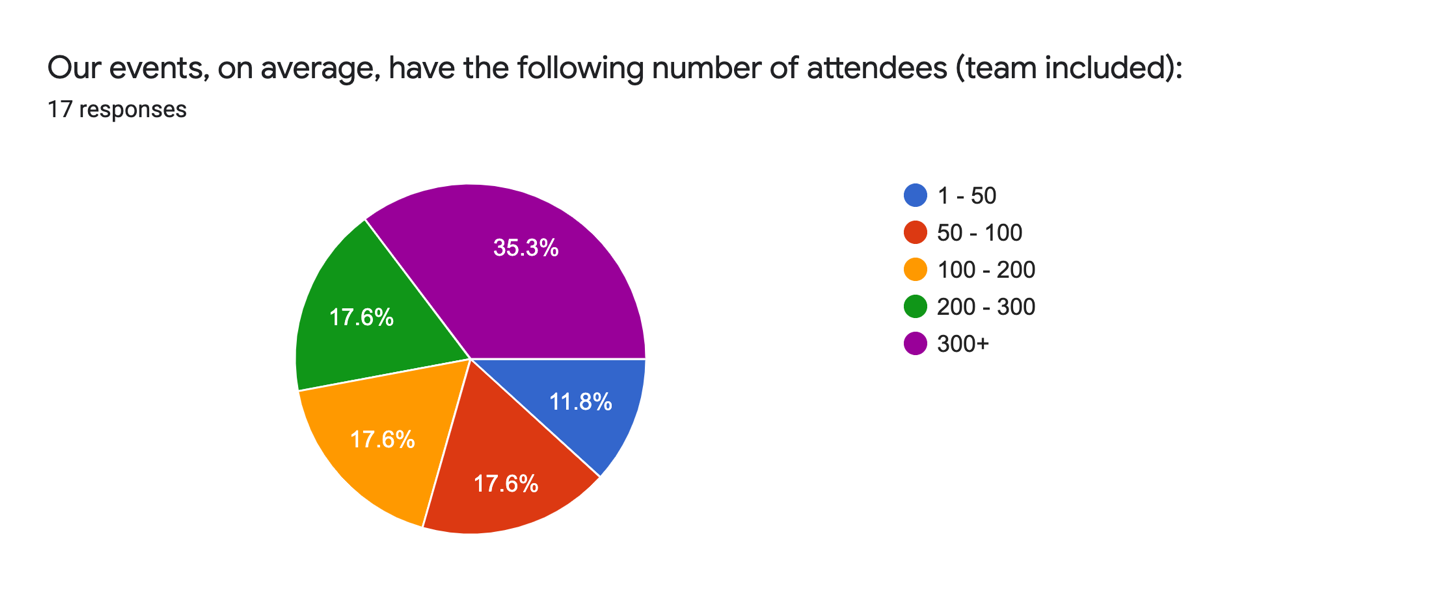 Our events, on average, have the following number of attendees (team included):
17 responses
35.3%
17.6%
11.8%
17.6%
17.6%
1 - 50
50 - 100
100 - 200
200 - 300
300+